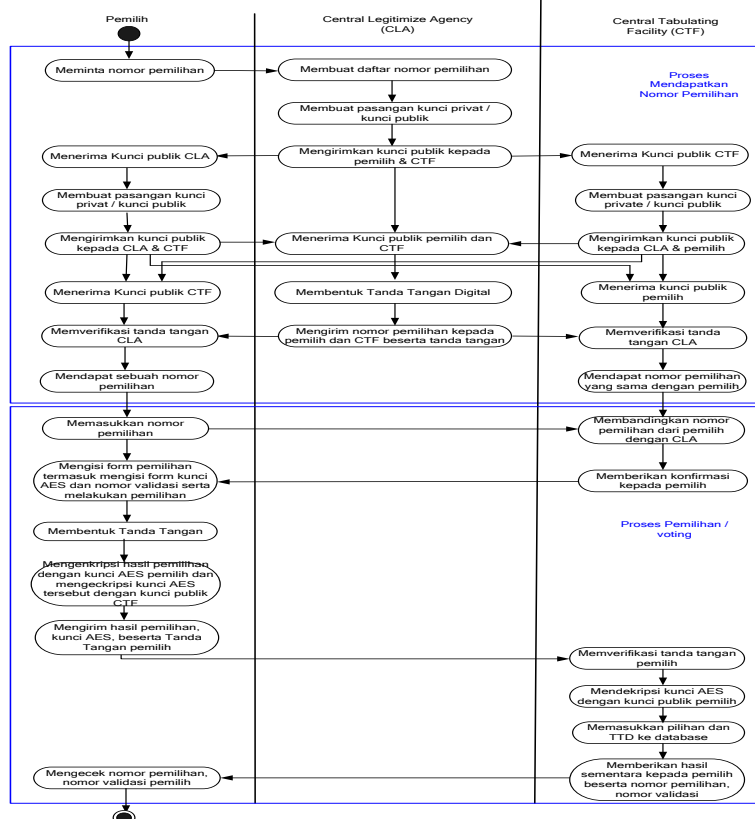 Pemilih
Central Legitimize Agency
(CLA)
Central Tabulating
Facility (CTF)
Meminta nomor pemilihan
Membuat daftar nomor pemilihan
Proses
Mendapatkan
Nomor Pemilihan
Membuat pasangan kunci privat /
kunci publik
Menerima Kunci publik CLA
Mengirimkan kunci publik kepada
pemilih & CTF
Menerima Kunci publik CTF
Membuat pasangan kunci
privat / kunci publik
Membuat pasangan kunci
private / kunci publik
Mengirimkan kunci publik
kepada CLA & CTF
Menerima Kunci publik pemilih dan
CTF
Mengirimkan kunci publik
kepada CLA & pemilih
Menerima Kunci publik CTF
Membentuk Tanda Tangan Digital
Menerima kunci publik
pemilih
Memverifikasi tanda tangan
CLA
Mengirim nomor pemilihan kepada
pemilih dan CTF beserta tanda tangan
Memverifikasi tanda
tangan CLA
Mendapat sebuah nomor
pemilihan
Mendapat nomor pemilihan
yang sama dengan pemilih
Memasukkan nomor
pemilihan
Membandingkan nomor
pemilihan dari pemilih
dengan CLA
Mengisi form pemilihan
termasuk mengisi form kunci
AES dan nomor validasi serta
melakukan pemilihan
Memberikan konfirmasi
kepada pemilih
Membentuk Tanda Tangan
Proses Pemilihan /
voting
Mengenkripsi hasil pemilihan
dengan kunci AES pemilih dan
mengeckripsi kunci AES
tersebut dengan kunci publik
CTF
Mengirim hasil pemilihan,
kunci AES, beserta Tanda
Tangan pemilih
Memverifikasi tanda tangan
pemilih
Mendekripsi kunci AES
dengan kunci publik pemilih
Memasukkan pilihan dan
TTD ke database
Mengecek nomor pemilihan,
nomor validasi pemilih
Memberikan hasil
sementara kepada pemilih
beserta nomor pemilihan,
nomor validasi